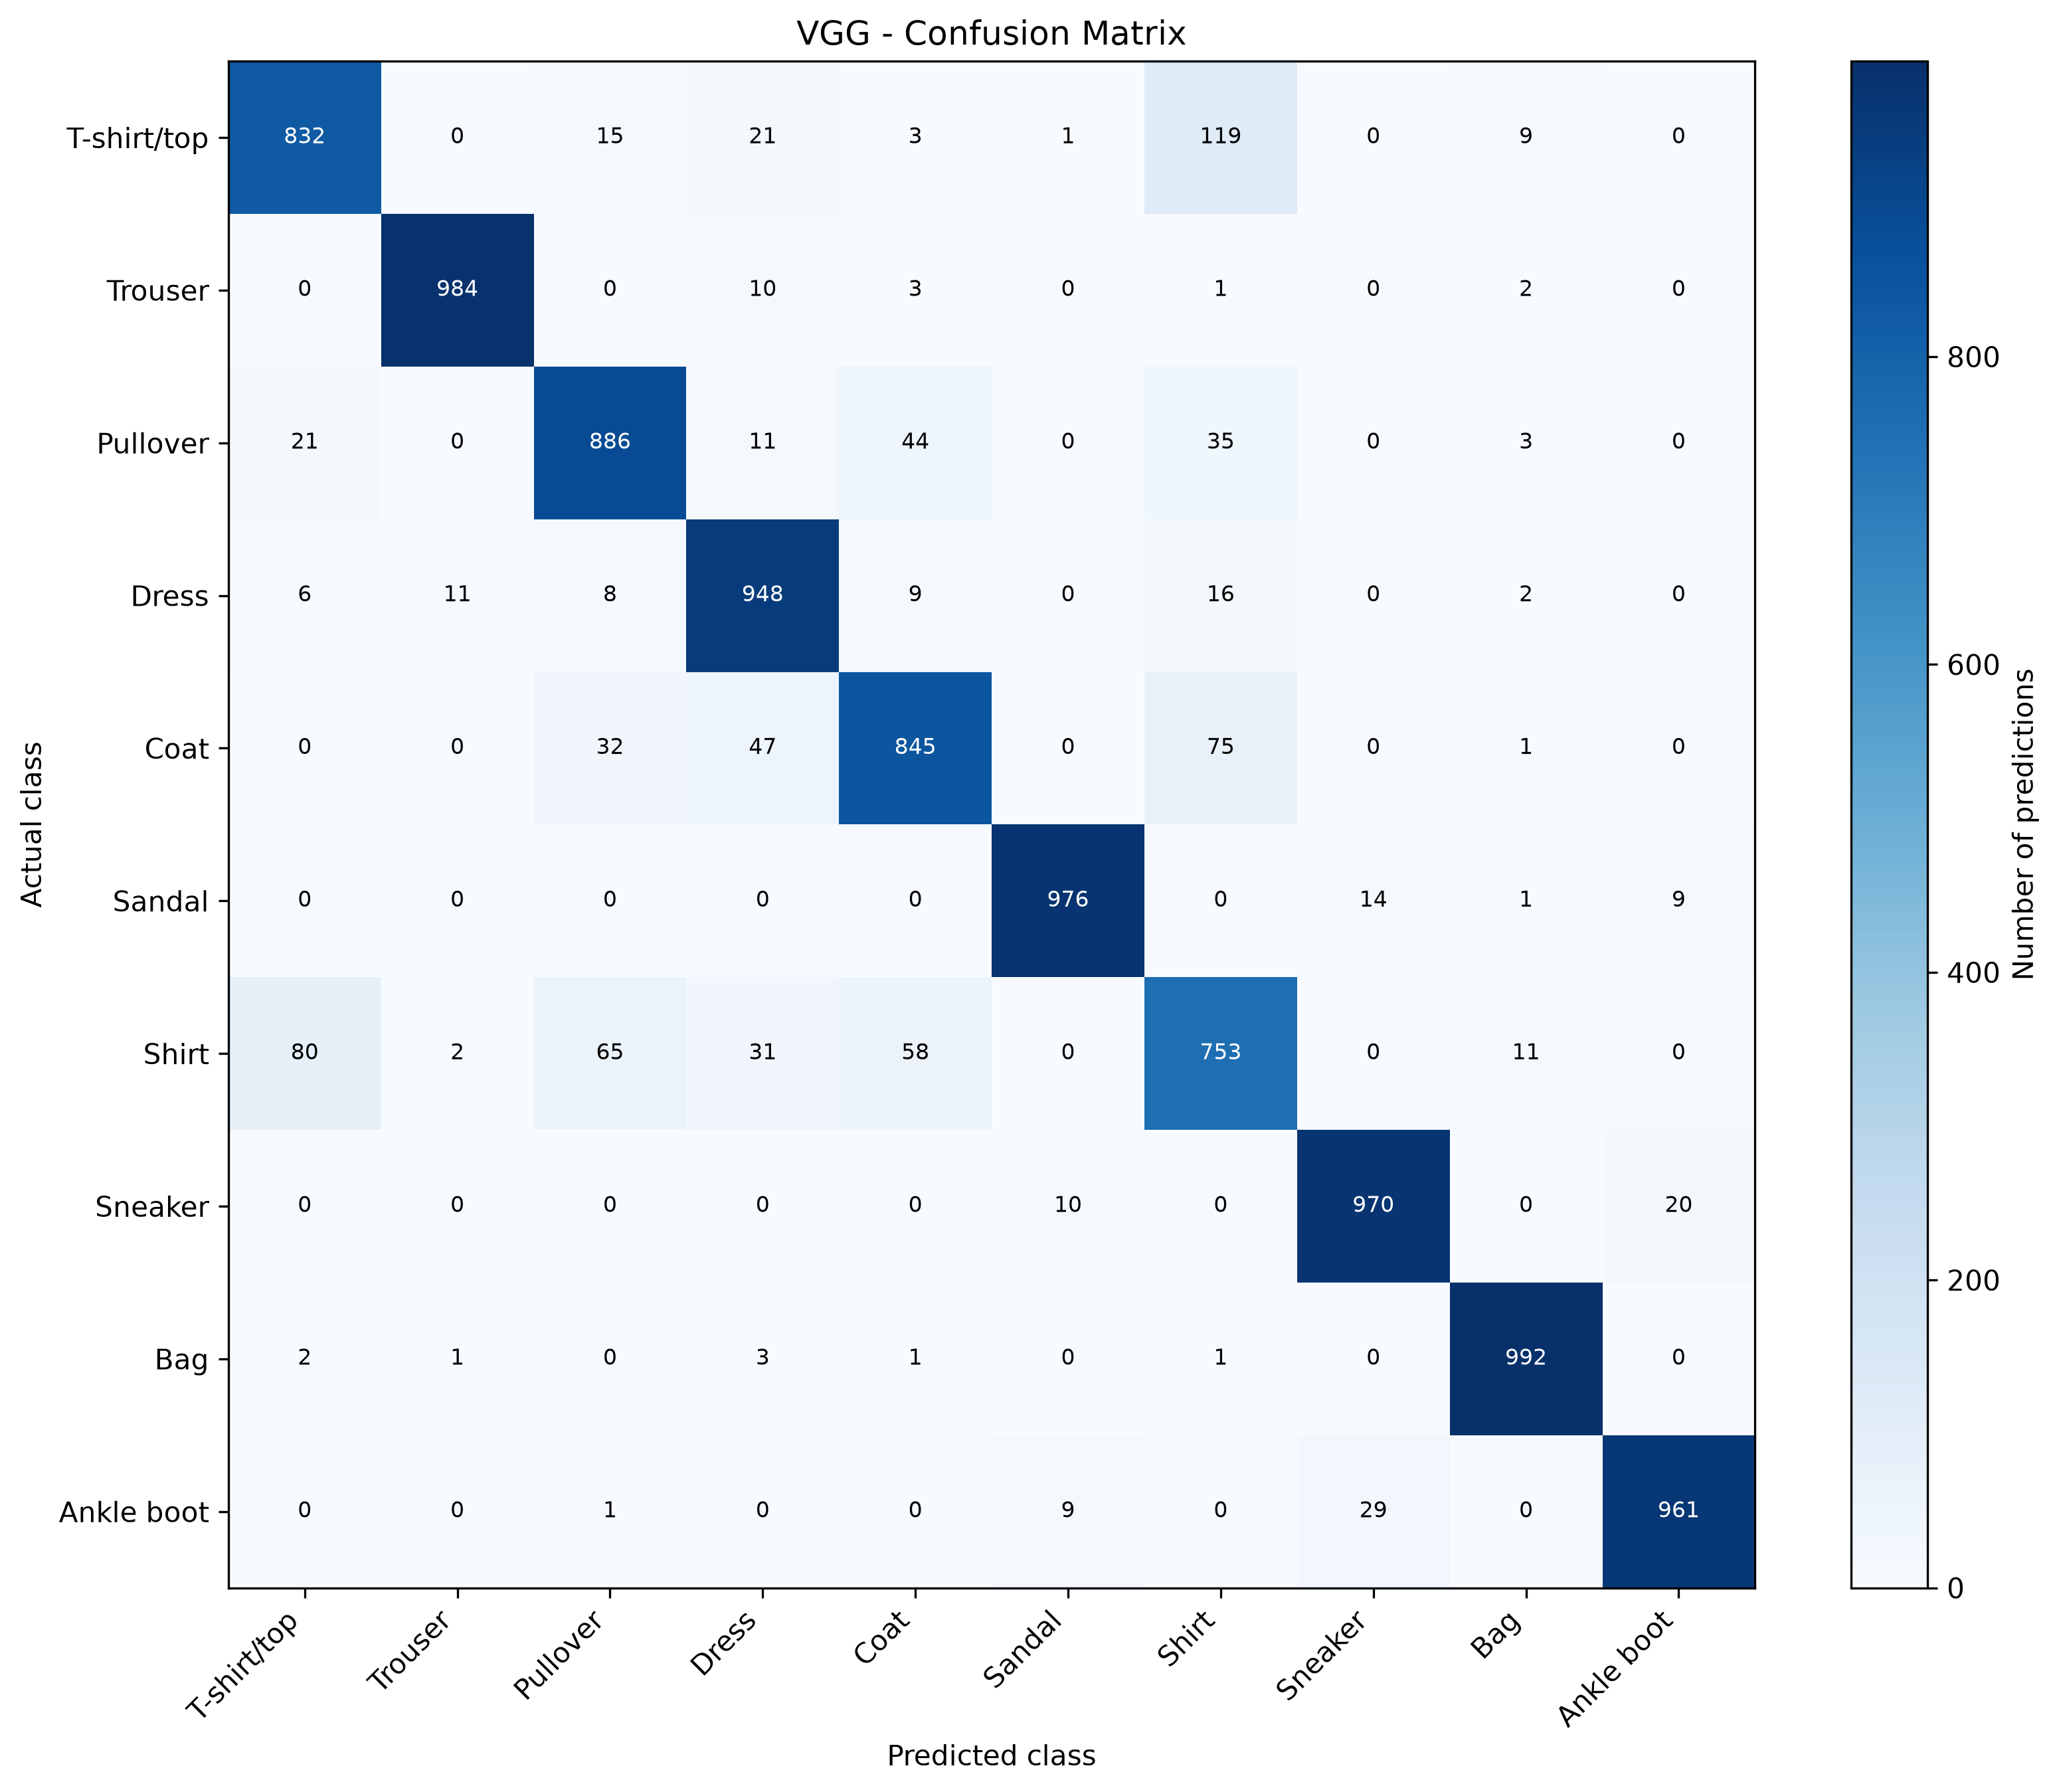 VGG - Confusion Matrix
T-shirt/top 832 0 15 21 3 1 119 0 9 0
Trouser 0 984 0 10 3 0 1 0 2 0
Pullover 21 0 886 11 44 0 35 0 3 0
Dress 6 11 8 948 9 0 16 0 2 0
Coat 0 0 32 47 845 0 75 0 1 0
Sandal 0 0 0 0 0 976 0 14 1 9
Shirt 80 2 65 31 58 0 753 0 11 0
Sneaker 0 0 0 0 0 10 0 970 0 20
Bag 2 1 0 3 1 0 1 0 992 0
Ankle boot 0 0 1 0 0 9 0 29 0 961
T-shirt/top Trouser Pullover Dress Coat Sandal Shirt Sneaker Bag Ankle boot
Predicted class
Actual class
800
600
400
200
0
Number of predictions